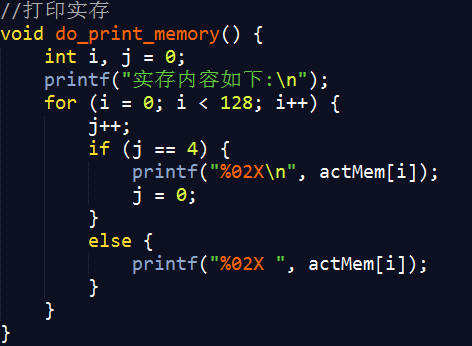 //打印实存
void do_print_memory() {
    int i, j = 0;
    printf("实存内容如下:\n");
    for (i = 0; i < 128; i++) {
        j++;
        if (j == 4) {
            printf("%02X\n", actMem[i]);
            j = 0;
        }
        else {
            printf("%02X ", actMem[i]);
        }
    }
}